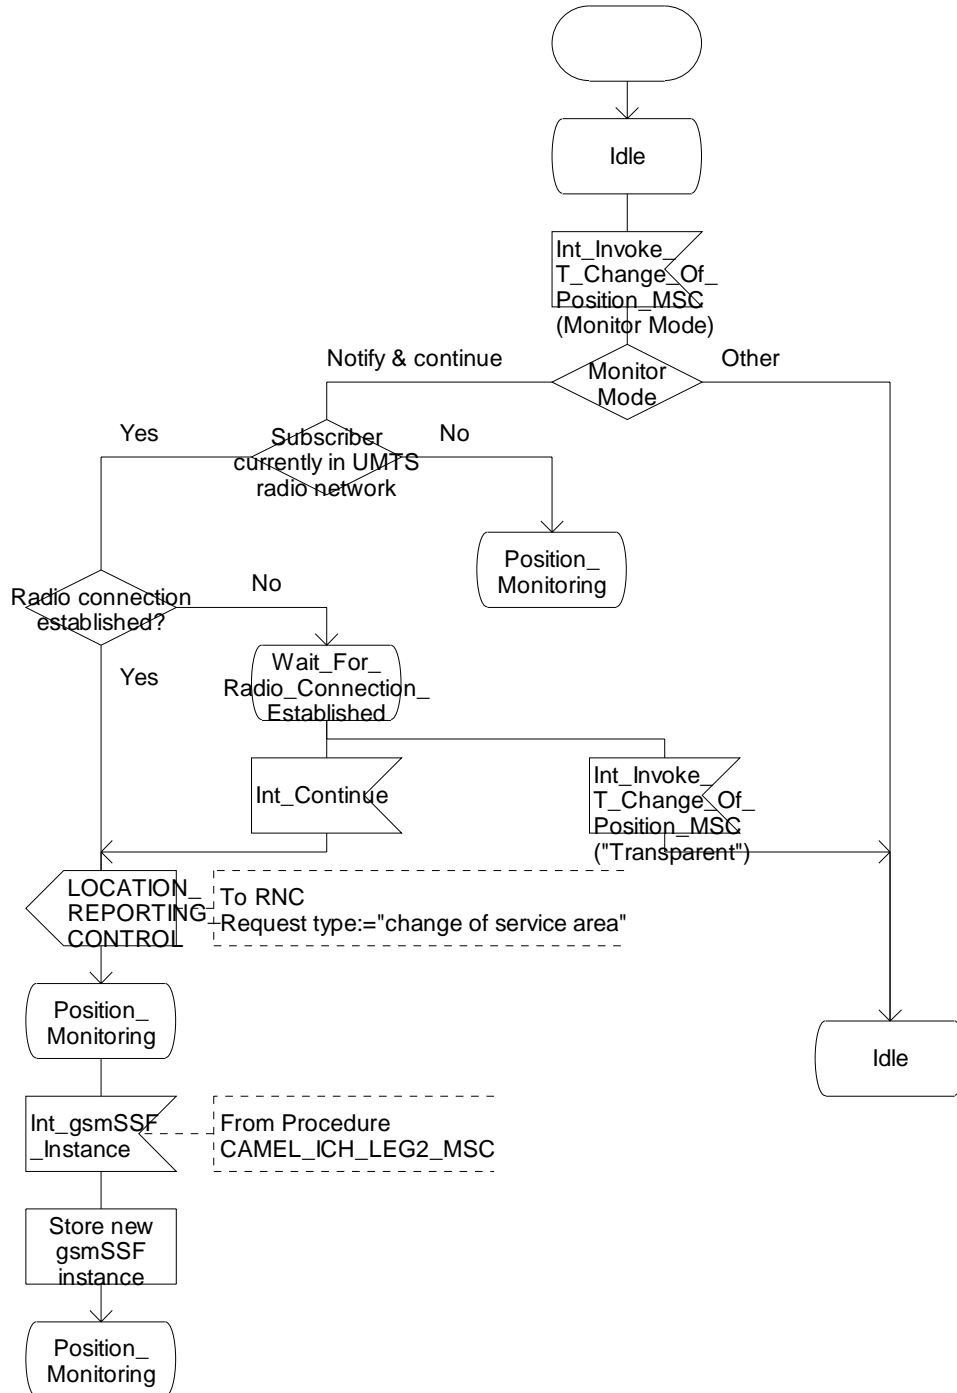 Idle
Int_Invoke_
T_Change_Of_
Position_MSC
(Monitor Mode)
Notify & continue
Monitor
Mode
Other
Yes
Subscriber
currently in UMTS
radio network
No
Position_
Monitoring
Radio connection
established?
No
Yes
Wait_For_
Radio_Connection_
Established
Int_Continue
Int_Invoke_
T_Change_Of_
Position_MSC
("Transparent")
LOCATION_
REPORTING_
CONTROL
To RNC
Request type:="change of service area"
Position_
Monitoring
Idle
Int_gsmSSF
_Instance
From Procedure
CAMEL_ICH_LEG2_MSC
Store new
gsmSSF
instance
Position_
Monitoring